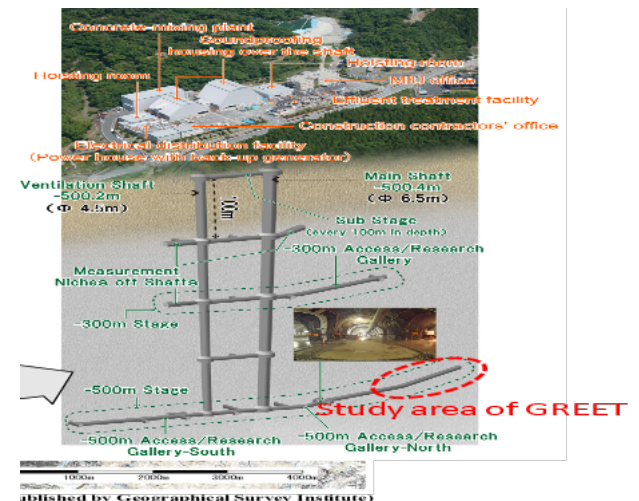 Concrete-mixing plant
Soundproofing
housing over the shaft
Hoisting room
Hoisting room
MIU office
Effluent treatment facility
Construction contractors' office
Electrical distribution facility
(Power house with back-up generator)
Ventilation Shaft
-500.2m
(Φ 4.5m)
Main Shaft
-500.4m
(Φ 6.5m)
100m
Sub Stage
(every 100m in depth)
-300m Access/Research
Gallery
Measurement
Niches off Shafts
-300m Stage
-500m Stage
Study area of GREET
-500m Access/Research
Gallery-South
-500m Access/Research
Gallery-North
1000m 2000m 3000m 4000m
ublished by Geographical Survey Institute)